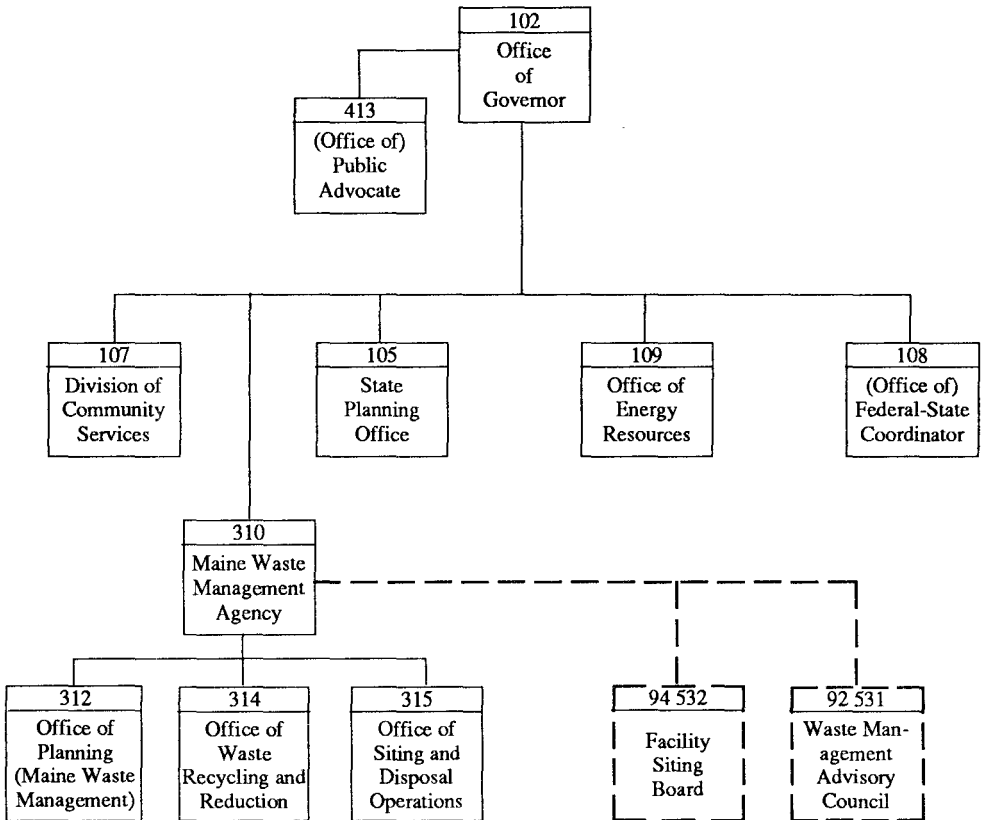 102
Office
of
Governor
413
(Office of)
Public
Advocate
107
Division of
Community
Services
105
State
Planning
Office
109
Office of
Energy
Resources
108
(Office of)
Federal-State
Coordinator
310
Maine Waste
Management
Agency
312
Office of
Planning
(Maine Waste
Management)
314
Office of
Waste
Recycling and
Reduction
315
Office of
Siting and
Disposal
Operations
94 532
Facility
Siting
Board
92 531
Waste Man-
agement
Advisory
Council